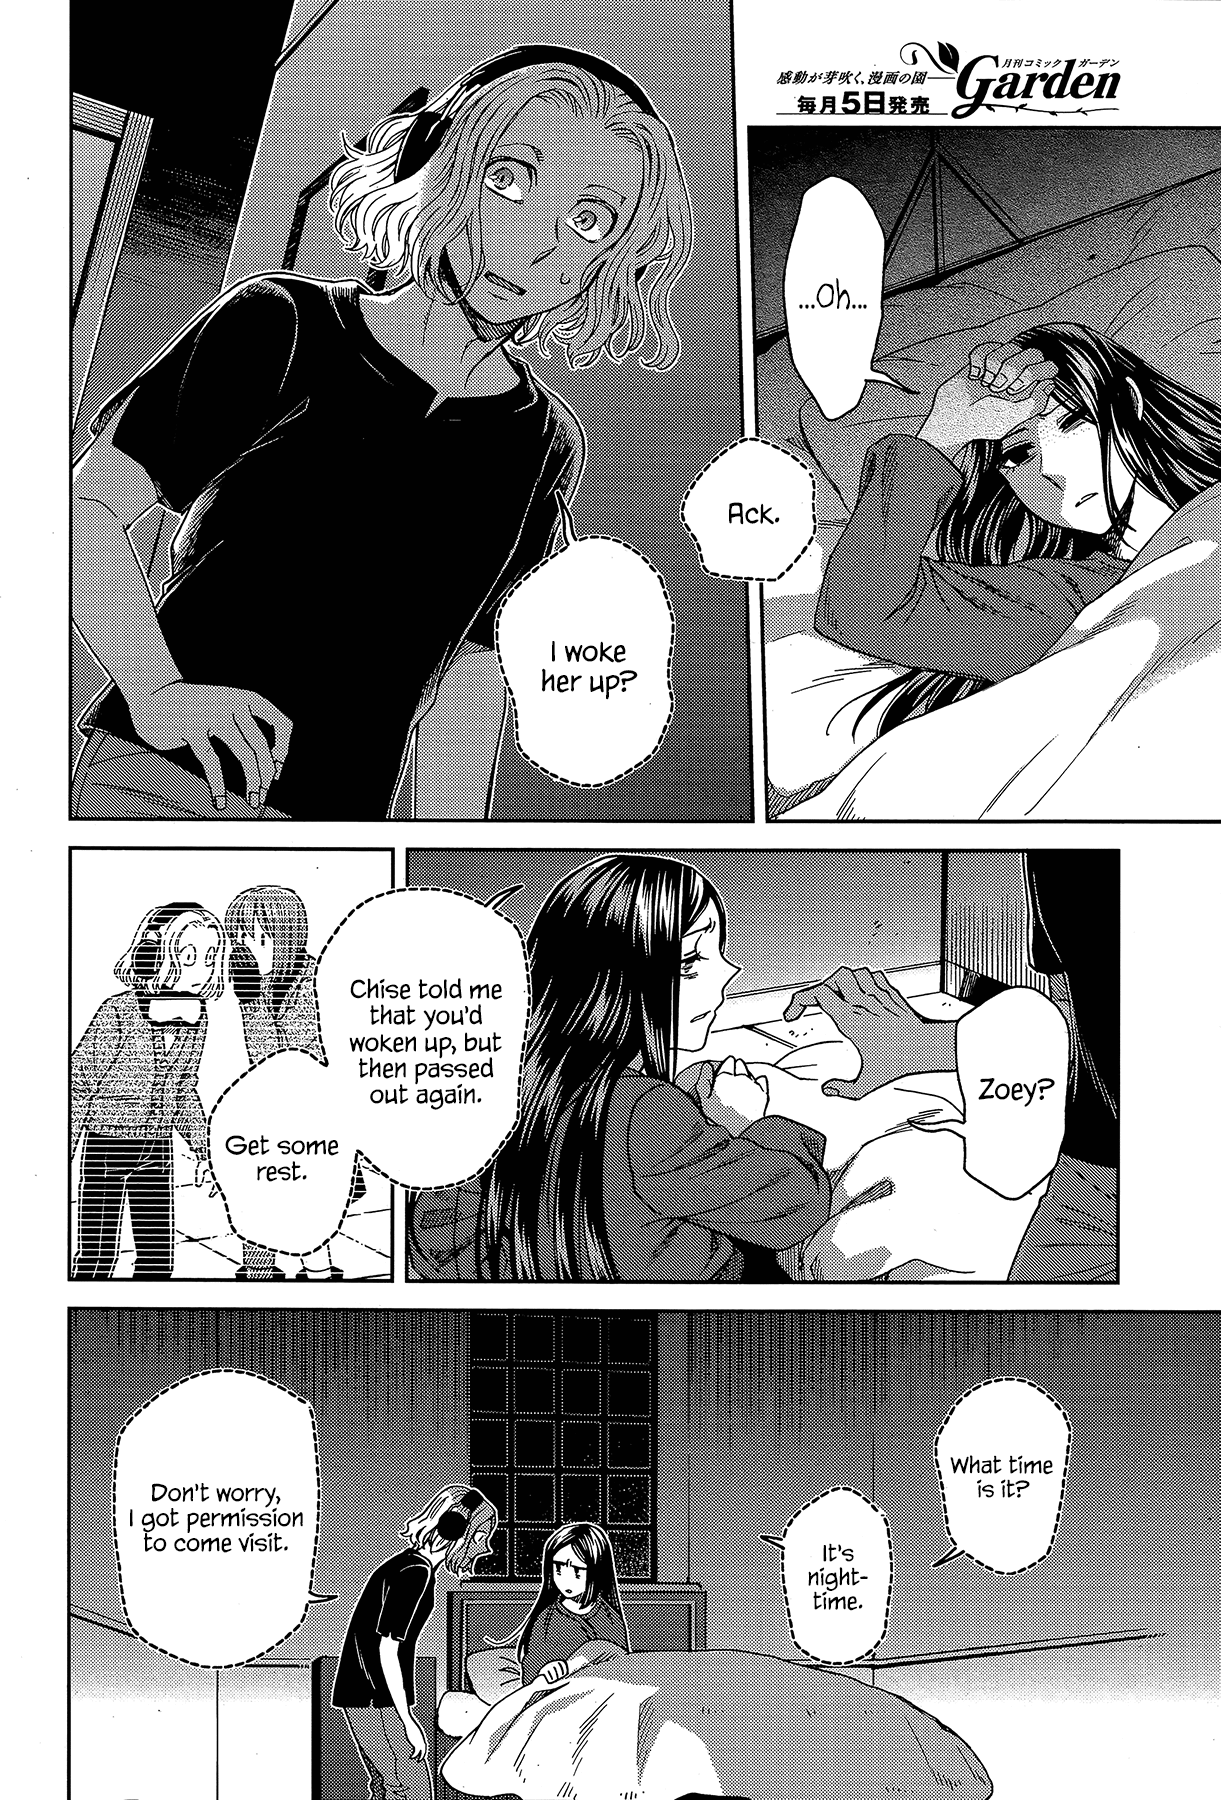 月刊コミック ガーデン
感動が芽吹く、漫画の園
Garden
毎月5日発売
...Oh...
Ack.
I woke
her up?
Zoey?
Chise told me
that you'd
woken up, but
then passed
out again.
Get some
rest.
What time
is it?
It's
night-
time.
Don't worry,
I got permission
to come visit.